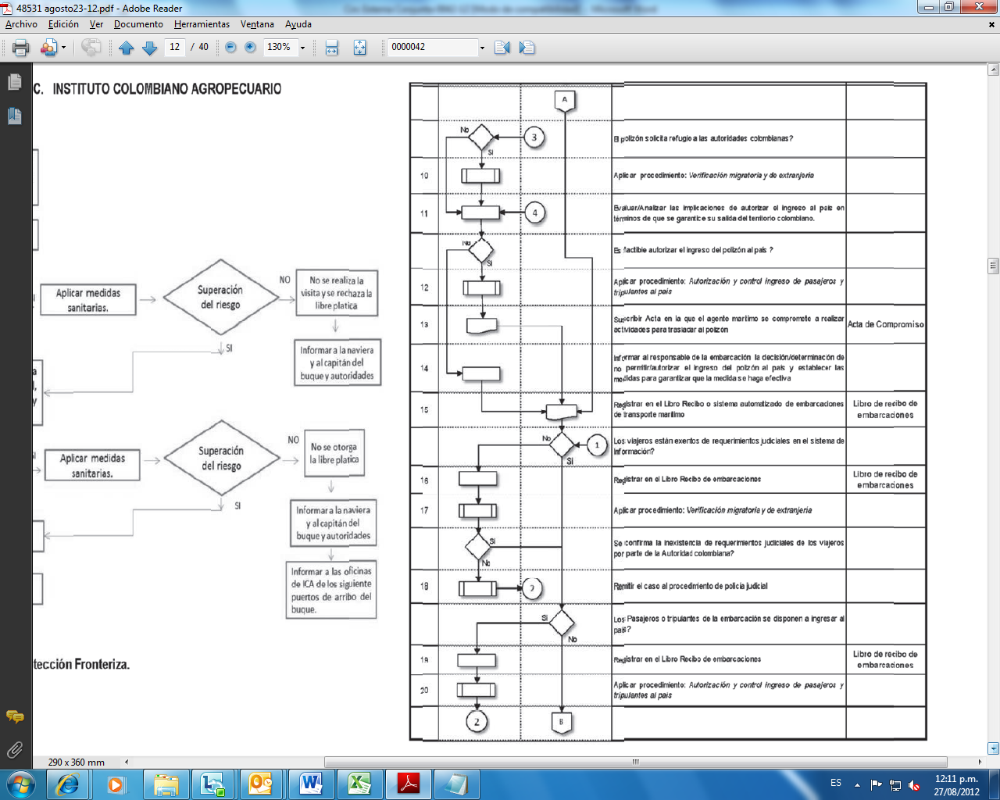 48531 agosto23-12.pdf - Adobe Reader
Archivo Edición Ver Documento Herramientas Ventana Ayuda
12 / 40 130% 0000042
C. INSTITUTO COLOMBIANO AGROPECUARIO
Aplicar medidas
sanitarias.
Superación
del riesgo
NO
No se realiza la
visita y se rechaza la
libre platica
SI
Informar a la naviera
y al capitán del
buque y autoridades
a
l,
y
SI
Aplicar medidas
sanitarias.
Superación
del riesgo
NO
No se otorga
la libre platica
SI
Informar a la naviera
y al capitán del
buque y autoridades
Informar a las oficinas
de ICA de los siguiente
puertos de arribo del
buque.
tección Fronteriza.
A
No
3
Si
El polizón solicita refugio a las autoridades colombianas?
10
Aplicar procedimiento: Verificación migratoria y de extranjería
11
4
Evaluar/Analizar las implicaciones de autorizar el ingreso al país en
términos de que se garantice su salida del territorio colombiano.
No
Si
Es factible autorizar el ingreso del polizón al país ?
12
Aplicar procedimiento: Autorización y control ingreso de pasajeros y
tripulantes al país
13
Suscribir Acta en la que el agente marítimo se compromete a realizar
actividades para trasladar al polizón
Acta de Compromiso
14
Informar al responsable de la embarcación la decisión/determinación de
no permitir/autorizar el ingreso del polizón al país y establecer las
medidas para garantizar que la medida se haga efectiva
15
Registrar en el Libro Recibo o sistema automatizado de embarcaciones
de transporte marítimo
Libro de recibo de
embarcaciones
No
1
Si
Los viajeros están exentos de requerimientos judiciales en el sistema de
información?
16
Registrar en el Libro Recibo de embarcaciones
Libro de recibo de
embarcaciones
17
Aplicar procedimiento: Verificación migratoria y de extranjería
Si
No
Se confirma la inexistencia de requerimientos judiciales de los viajeros
por parte de la Autoridad colombiana?
18
2
Remitir el caso al procedimiento de policía judicial
Si
No
Los Pasajeros o tripulantes de la embarcación se disponen a ingresar al
país?
19
Registrar en el Libro Recibo de embarcaciones
Libro de recibo de
embarcaciones
20
Aplicar procedimiento: Autorización y control ingreso de pasajeros y
tripulantes al país
2
B
290 x 360 mm
ES
12:11 p.m.
27/08/2012